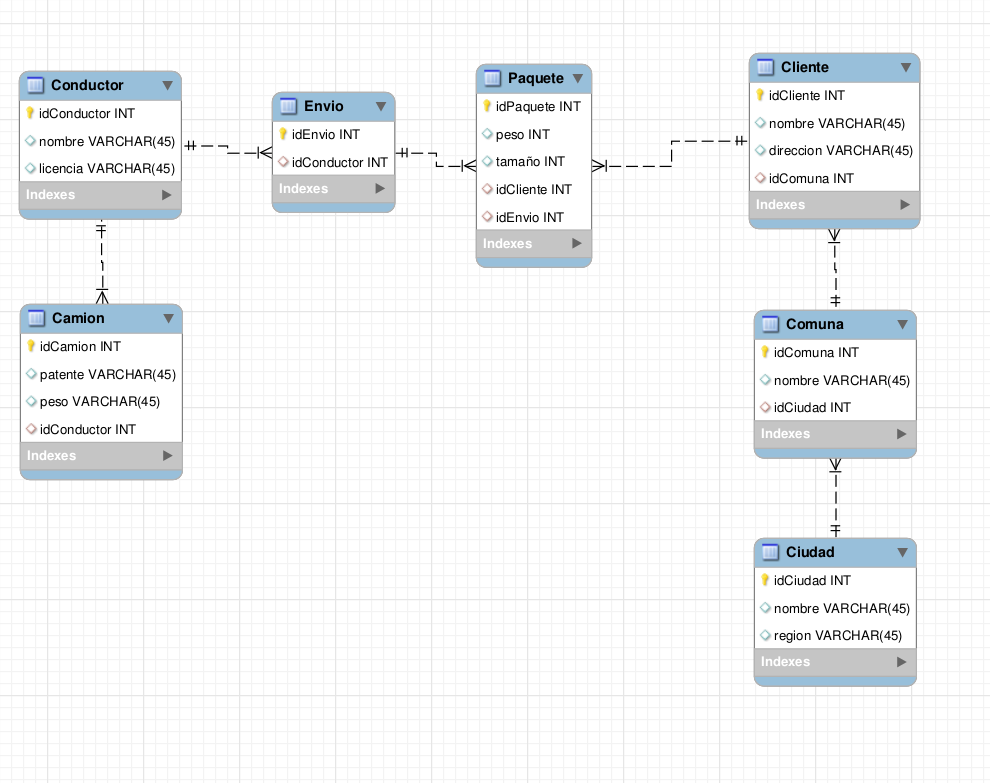 Conductor
idConductor INT
nombre VARCHAR(45)
licencia VARCHAR(45)
Indexes
Envio
idEnvio INT
idConductor INT
Indexes
Paquete
idPaquete INT
peso INT
tamaño INT
idCliente INT
idEnvio INT
Indexes
Cliente
idCliente INT
nombre VARCHAR(45)
direccion VARCHAR(45)
idComuna INT
Indexes
Camion
idCamion INT
patente VARCHAR(45)
peso VARCHAR(45)
idConductor INT
Indexes
Comuna
idComuna INT
nombre VARCHAR(45)
idCiudad INT
Indexes
Ciudad
idCiudad INT
nombre VARCHAR(45)
region VARCHAR(45)
Indexes